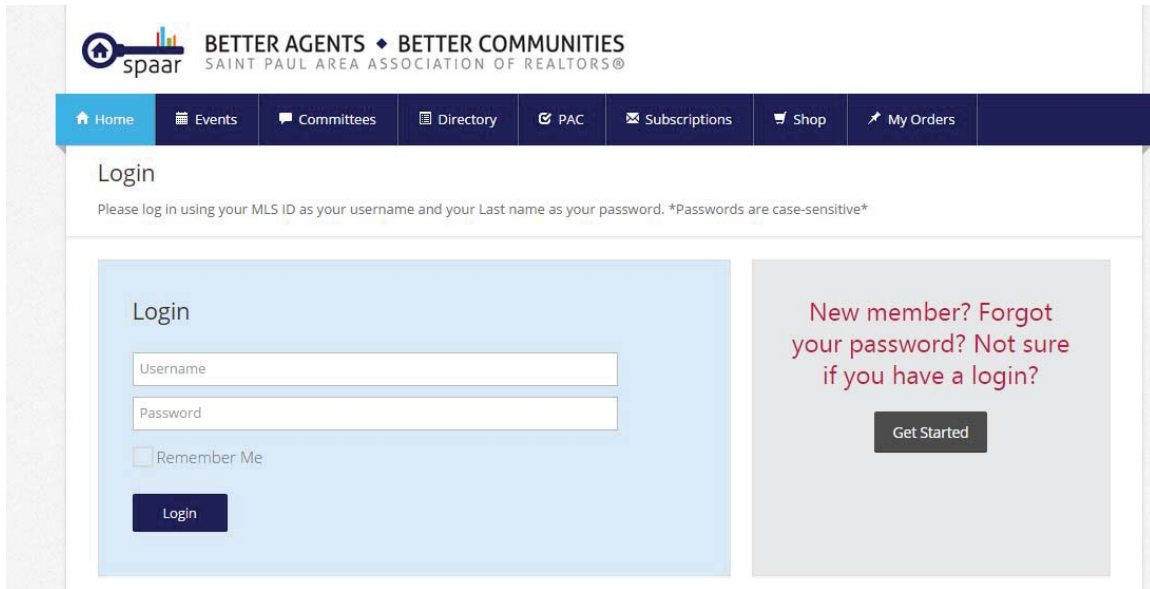 spaar
BETTER AGENTS ◆ BETTER COMMUNITIES
SAINT PAUL AREA ASSOCIATION OF REALTORS®
Home Events Committees Directory PAC Subscriptions Shop My Orders
Login
Please log in using your MLS ID as your username and your Last name as your password. *Passwords are case-sensitive*
Login
Username
Password
Remember Me
Login
New member? Forgot
your password? Not sure
if you have a login?
Get Started